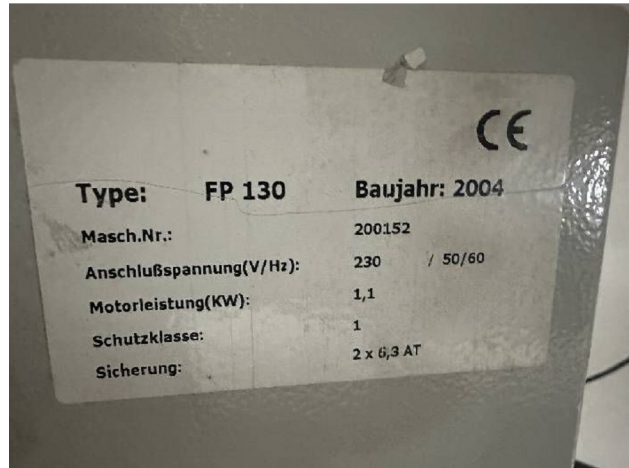 CE
Type: FP 130 Baujahr: 2004
Masch.Nr.: 200152
Anschlußspannung(V/Hz): 230 / 50/60
Motorleistung(KW): 1,1
Schutzklasse: 1
Sicherung: 2 x 6,3 AT